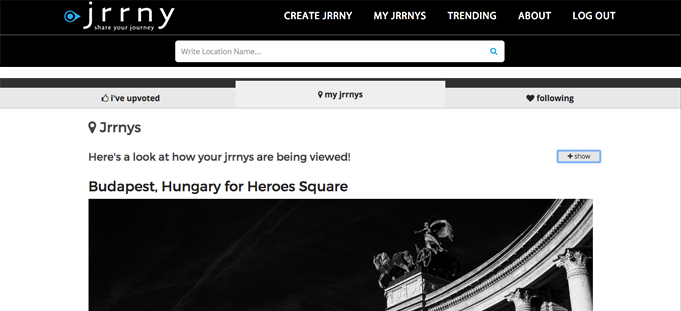 jrrny
share your journey
CREATE JRRNY MY JRRNYS TRENDING ABOUT LOG OUT
Write Location Name...
i've upvoted
my jrrnys
following
Jrrnys
Here's a look at how your jrrnys are being viewed!
+ show
Budapest, Hungary for Heroes Square